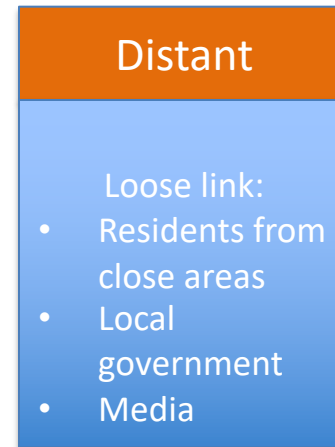 Distant
Loose link:
• Residents from
close areas
• Local
government
• Media